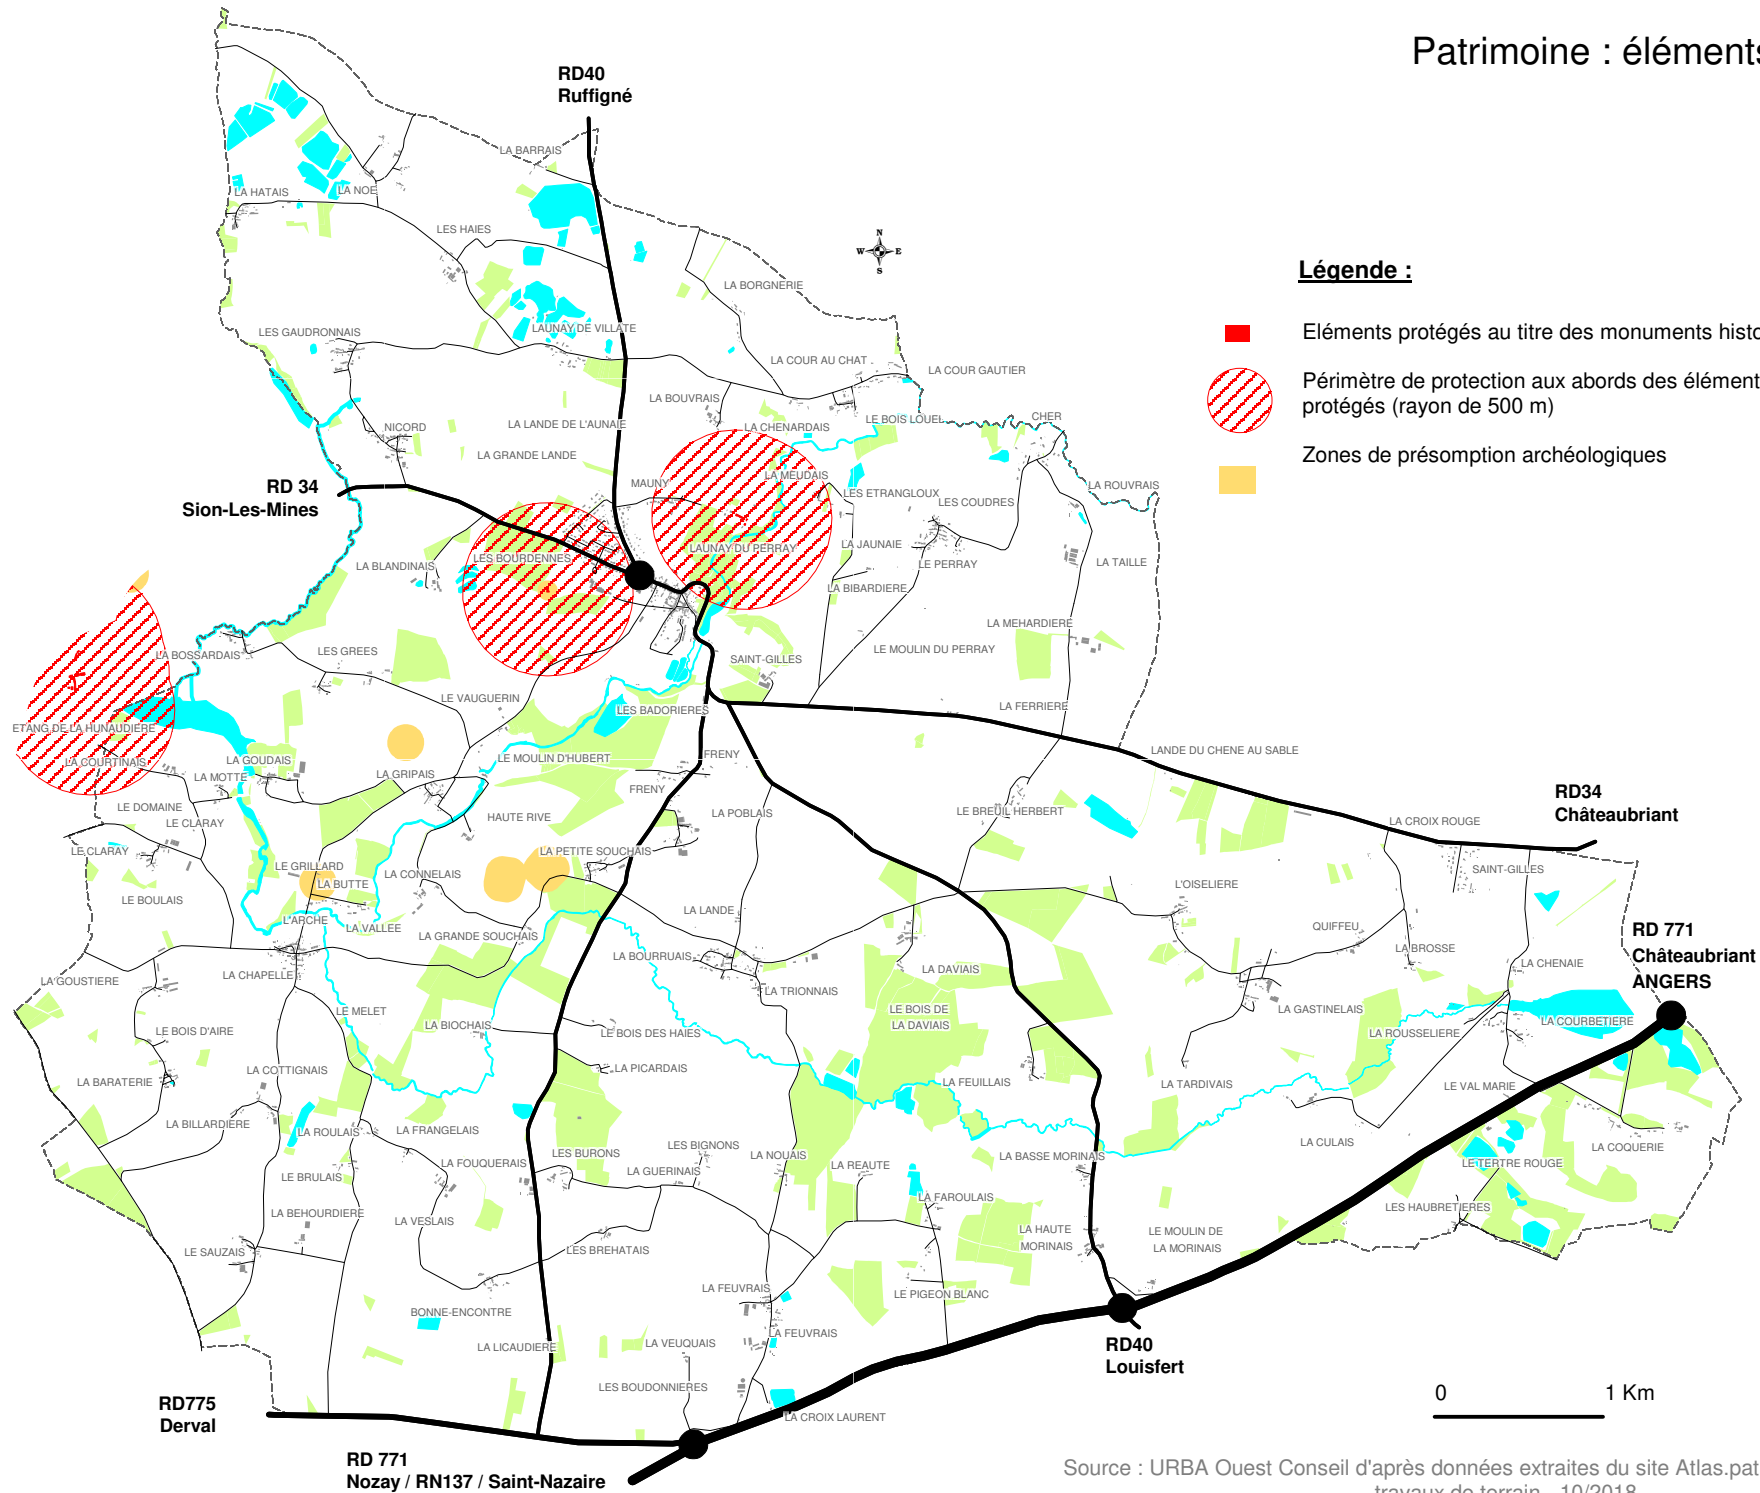 Patrimoine : éléments
RD40
Ruffigné
LA BARRAIS
LA HATAIS
LA NOE
LES HAIES
N
W
E
S
LA BORGNERIE
Légende :
LES GAUDRONNAIS
LAUNAY DE VILLATE
Eléments protégés au titre des monuments histo
LA COUR AU CHAT
LA COUR GAUTIER
Périmètre de protection aux abords des élément
protégés (rayon de 500 m)
LA BOUVRAIS
NICORD
LA LANDE DE L'AUNAIE
LA CHENARDAIS
LE BOIS LOUEL
CHER
LA GRANDE LANDE
Zones de présomption archéologiques
RD 34
Sion-Les-Mines
MAUNY
LA MEUDAIS
LES ETRANGLOUX
LES COUDRES
LA ROUVRAIS
LES BOURDENNES
LAUNAY DU PERRAY
LA JAUNAIE
LE PERRAY
LA TAILLE
LA BLANDINAIS
LA BIBARDIERE
LA MEHARDIERE
LA BOSSARDAIS
LES GREES
SAINT-GILLES
LE MOULIN DU PERRAY
LE VAUGUERIN
LES BADORIERES
LA FERRIERE
ETANG DE LA HUNAUDIERE
LA COURTINAIS
LA GOUDAIS
LA MOTTE
LA GRIPAIS
LE MOULIN D'HUBERT
FRENY
LANDE DU CHENE AU SABLE
FRENY
LE DOMAINE
LE CLARAY
HAUTE RIVE
LA POBLAIS
LE BREUIL HERBERT
RD34
Châteaubriant
LA CROIX ROUGE
LE CLARAY
LE GRILLARD
LA BUTTE
LA CONNELAIS
LA PETITE SOUCHAIS
SAINT-GILLES
L'OISELIERE
LE BOULAIS
L'ARCHE
LA VALLEE
LA GRANDE SOUCHAIS
LA LANDE
QUIFFEU
LA BROSSE
RD 771
Châteaubriant
ANGERS
LA GOUSTIERE
LA CHAPELLE
LA BOURRUAIS
LA DAVIAIS
LA CHENAIE
LA TRIONNAIS
LE MELET
LA BIOCHAIS
LE BOIS DE
LA DAVIAIS
LA GASTINELAIS
LA ROUSSELIERE
LA COURBETIERE
LE BOIS D'AIRE
LE BOIS DES HAIES
LA BARATERIE
LA COTTIGNAIS
LA PICARDAIS
LA FEUILLAIS
LA TARDIVAIS
LE VAL MARIE
LA BILLARDIERE
LA ROULAIS
LA FRANGELAIS
LES BIGNONS
LA CULAIS
LA COQUERIE
LA FOUQUERAIS
LES BURONS
LA GUERINAIS
LA NOUAIS
LA REAUTE
LA BASSE MORINAIS
LE TERTRE ROUGE
LE BRULAIS
LA FAROULAIS
LES HAUBRETIERES
LA BEHOURDIERE
LA VESLAIS
LA HAUTE
MORINAIS
LE MOULIN DE
LA MORINAIS
LE SAUZAIS
LES BREHATAIS
LA FEUVRAIS
LE PIGEON BLANC
BONNE-ENCONTRE
LA FEUVRAIS
LA LICAUDIERE
LA VEUQUAIS
RD40
Louisfert
LES BOUDONNIERES
0
1 Km
RD775
Derval
LA CROIX LAURENT
RD 771
Nozay / RN137 / Saint-Nazaire
Source : URBA Ouest Conseil d'après données extraites du site Atlas.pat
travaux de terrain - 10/2018